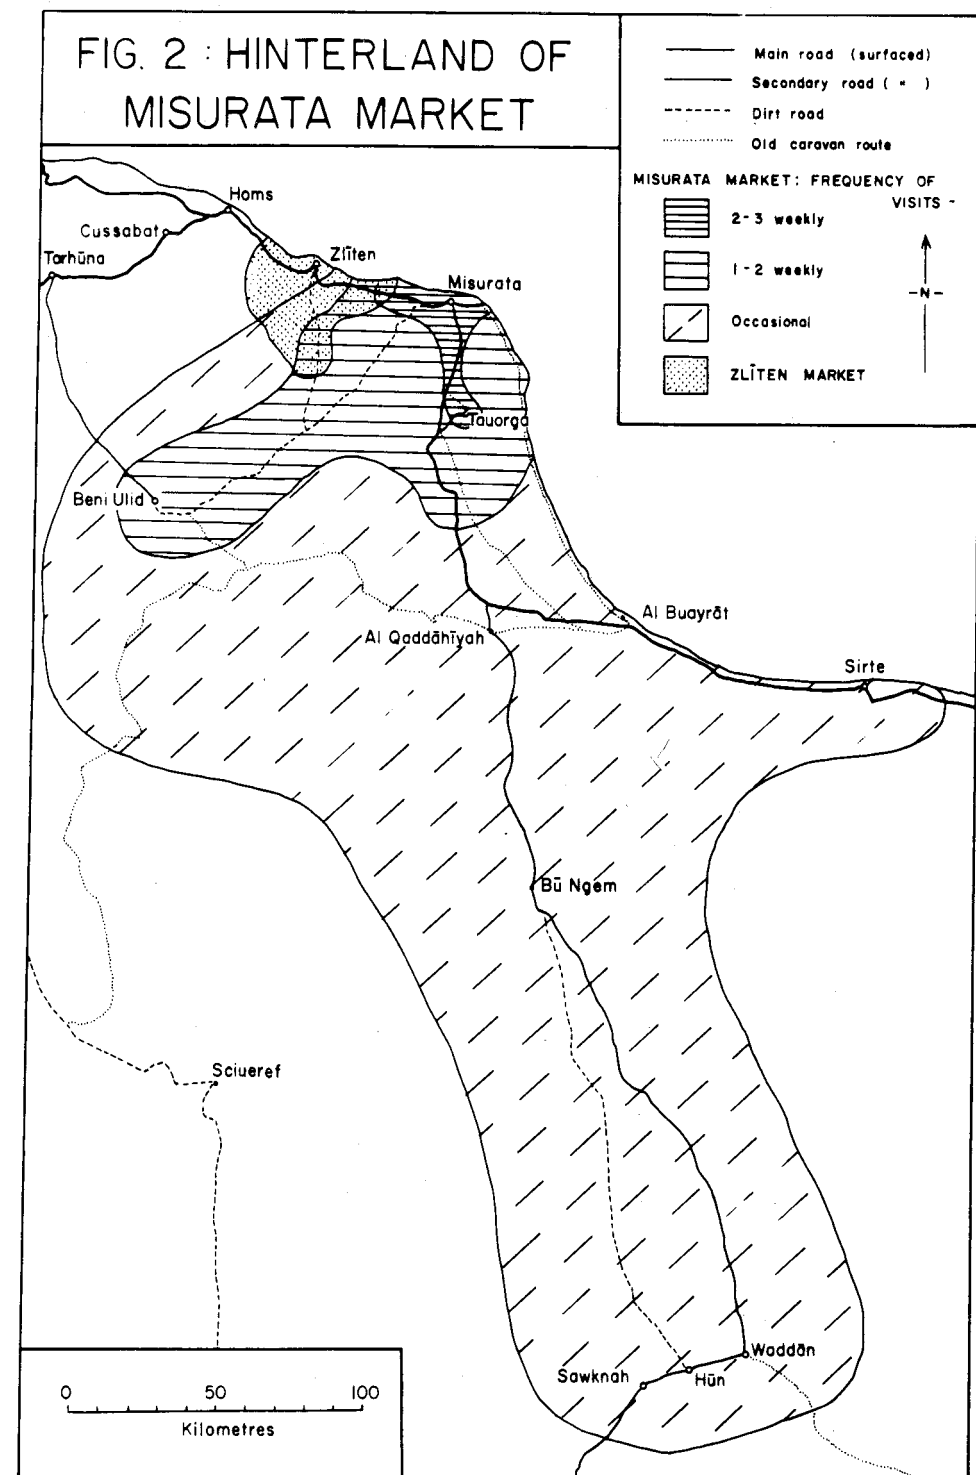 FIG. 2 : HINTERLAND OF
MISURATA MARKET
Main road (surfaced)
Secondary road ( " )
Dirt road
Old caravan route
MISURATA MARKET: FREQUENCY OF
VISITS -
2-3 weekly
1-2 weekly
Occasional
ZLĪTEN MARKET
-N-
Homs
Cussabat
Tarhūna
Zlīten
Misurata
Tauorga
Beni Ulid
Al Buayrāt
Al Qaddāhīyah
Sirte
Bū Ngem
Sciueref
Waddān
Hūn
Sawknah
0 50 100
Kilometres